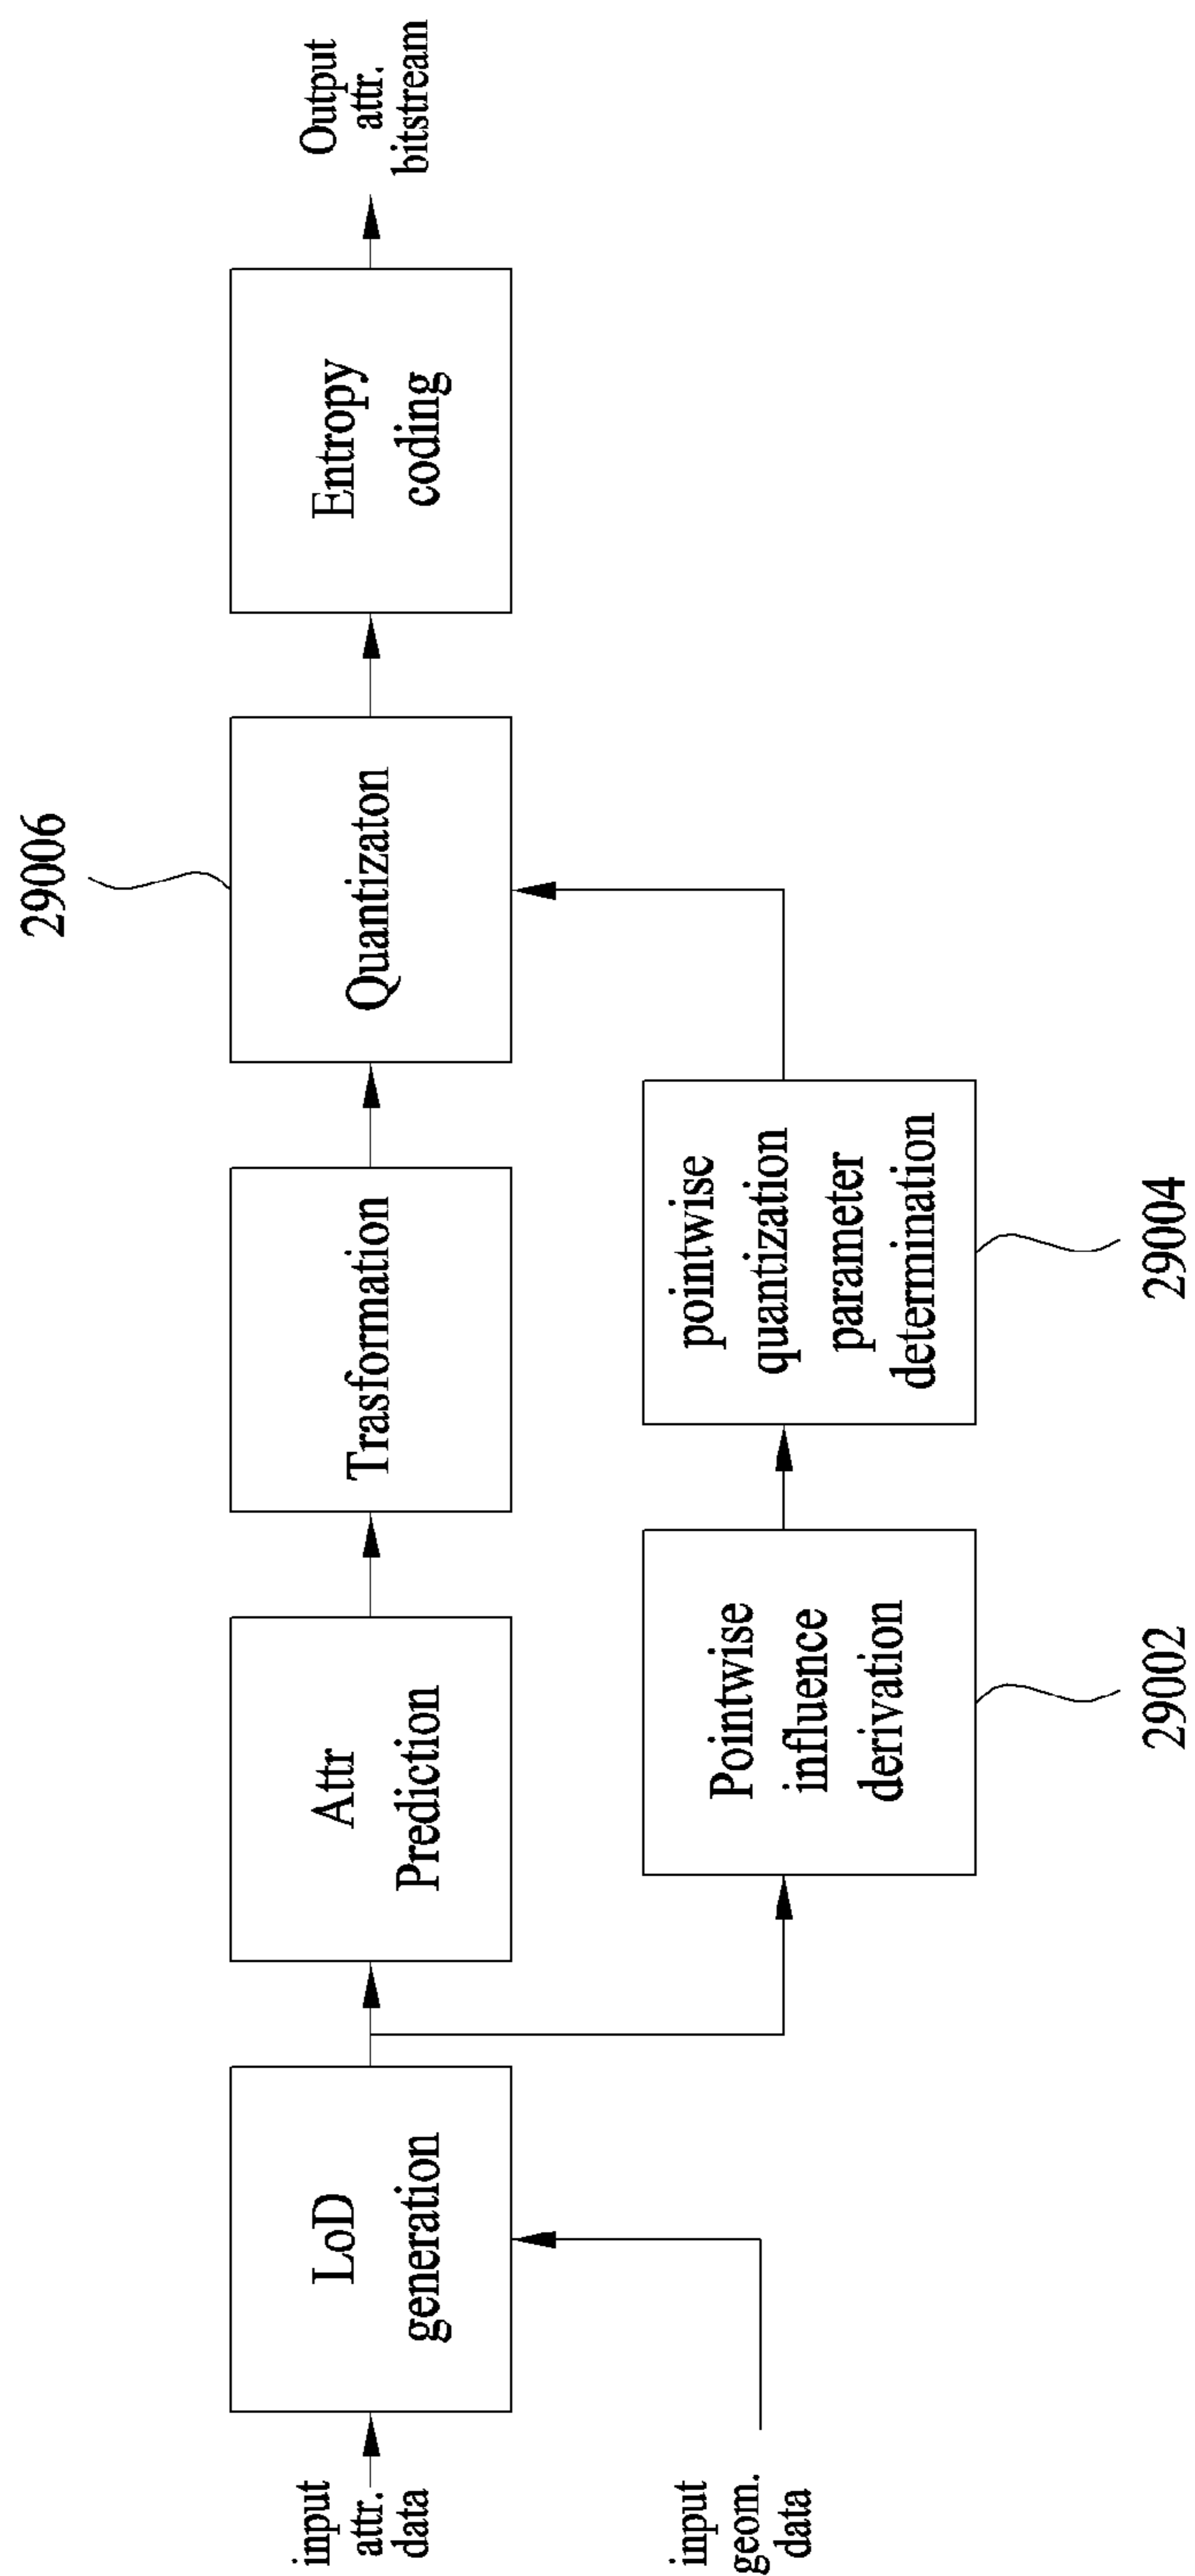 input
attr.
data
LoD
generation
Attr
Prediction
Trasformation
Quantizaton
29006
Entropy
coding
Output
attr.
bitstream
input
geom.
data
Pointwise
influence
derivation
29002
pointwise
quantization
parameter
determination
29004